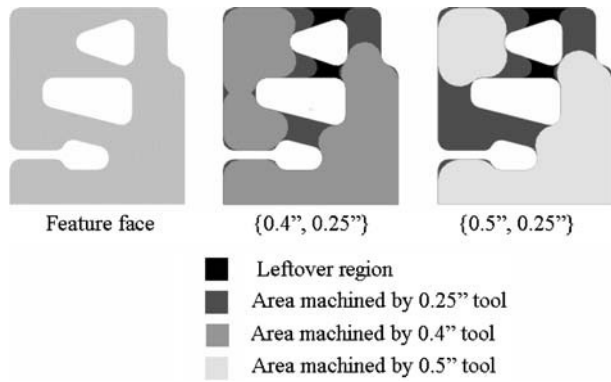 Feature face
{0.4”, 0.25”}
{0.5”, 0.25”}
Leftover region
Area machined by 0.25” tool
Area machined by 0.4” tool
Area machined by 0.5” tool